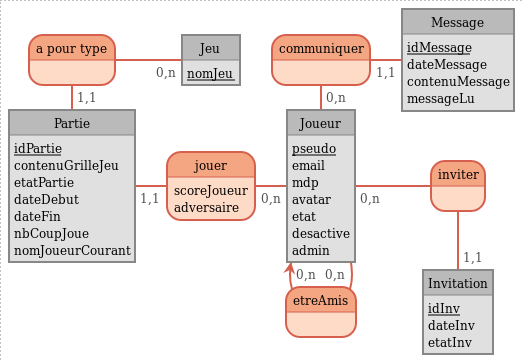 a pour type
0,n
Jeu
nomJeu
communiquer
1,1
Message
idMessage
dateMessage
contenuMessage
messageLu
1,1
0,n
Partie
idPartie
contenuGrilleJeu
etatPartie
dateDebut
dateFin
nbCoupJoue
nomJoueurCourant
1,1
jouer
scoreJoueur
adversaire
0,n
Joueur
pseudo
email
mdp
avatar
etat
desactive
admin
0,n
inviter
1,1
0,n
0,n
etreAmis
Invitation
idInv
dateInv
etatInv